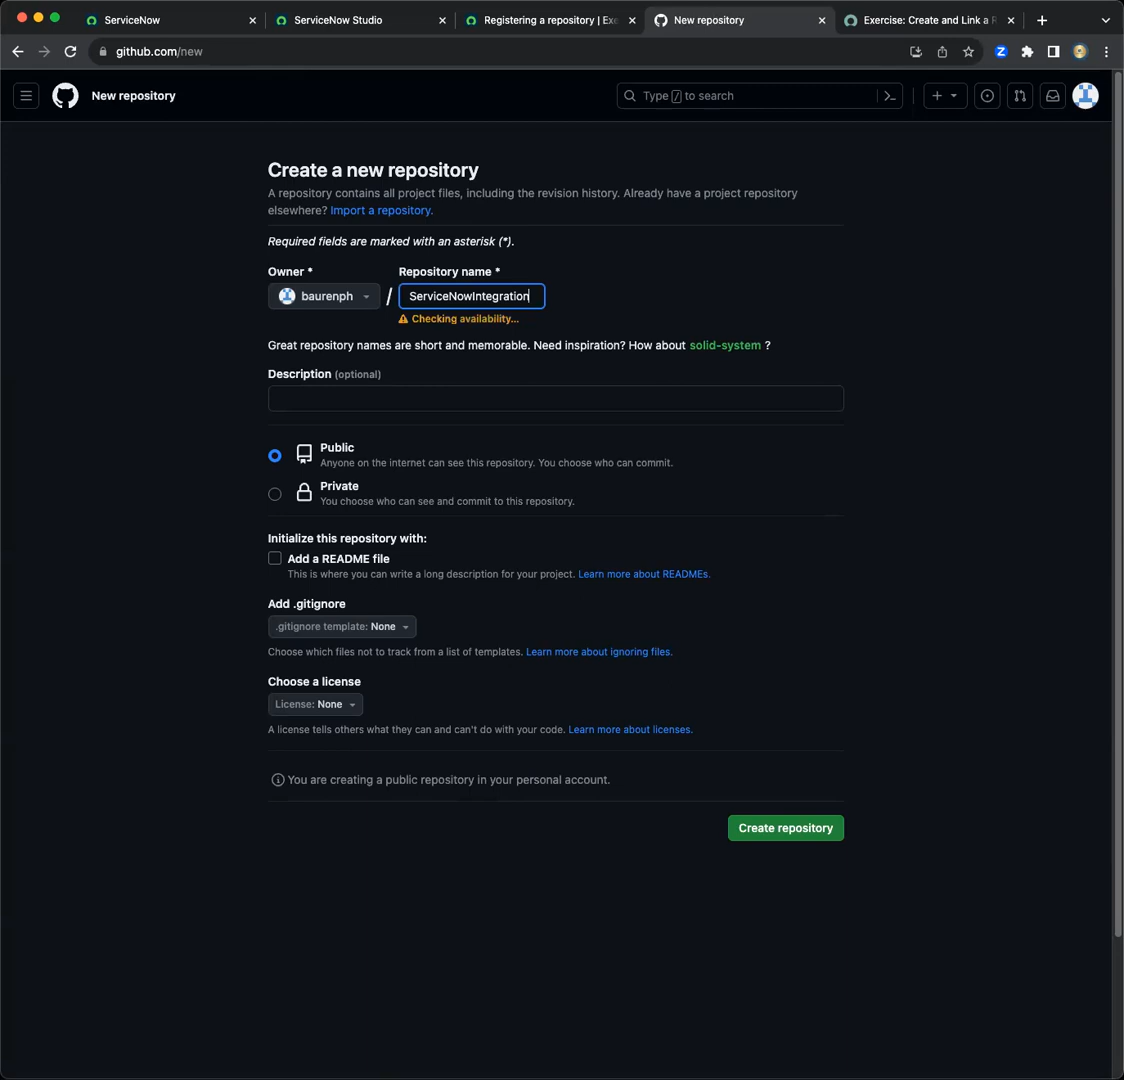 ServiceNow
ServiceNow Studio
Registering a repository | Exe
New repository
Exercise: Create and Link a R
github.com/new
New repository
Type / to search
Create a new repository
A repository contains all project files, including the revision history. Already have a project repository
elsewhere? Import a repository.
Required fields are marked with an asterisk (*).
Owner *
Repository name *
baurenph
/
ServiceNowIntegration
Checking availability...
Great repository names are short and memorable. Need inspiration? How about solid-system ?
Description (optional)
Public
Anyone on the internet can see this repository. You choose who can commit.
Private
You choose who can see and commit to this repository.
Initialize this repository with:
Add a README file
This is where you can write a long description for your project. Learn more about READMEs.
Add .gitignore
.gitignore template: None
Choose which files not to track from a list of templates. Learn more about ignoring files.
Choose a license
License: None
A license tells others what they can and can't do with your code. Learn more about licenses.
You are creating a public repository in your personal account.
Create repository